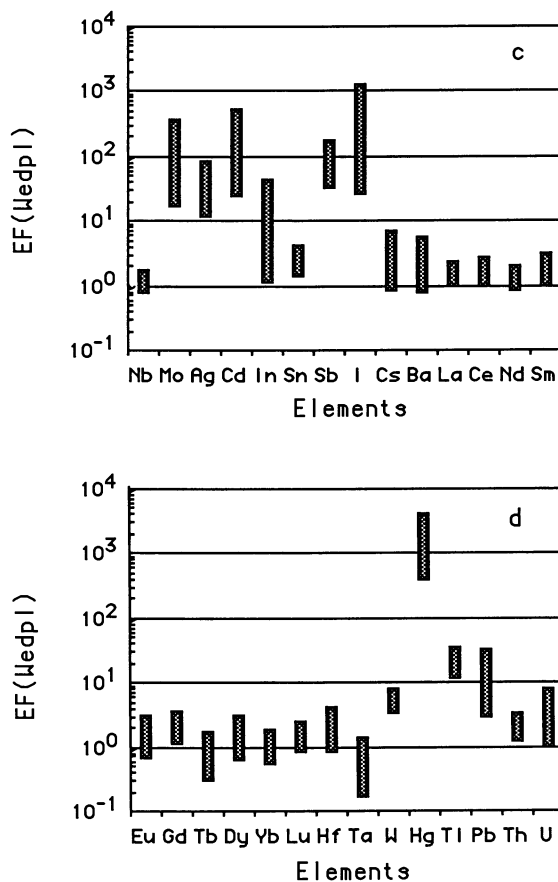 10^4
c
10^3
10^2
10^1
10^0
10^-1
EF(Wedpl)
Nb Mo Ag Cd In Sn Sb I Cs Ba La Ce Nd Sm
Elements
10^4
d
10^3
10^2
10^1
10^0
10^-1
EF(Wedpl)
Eu Gd Tb Dy Yb Lu Hf Ta W Hg Tl Pb Th U
Elements